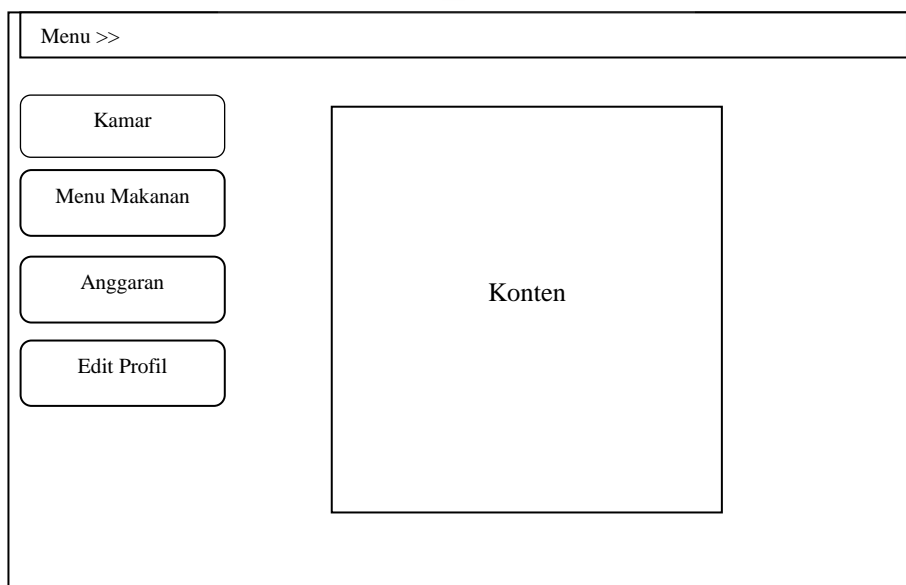 Menu >>
Kamar
Menu Makanan
Anggaran
Edit Profil
Konten